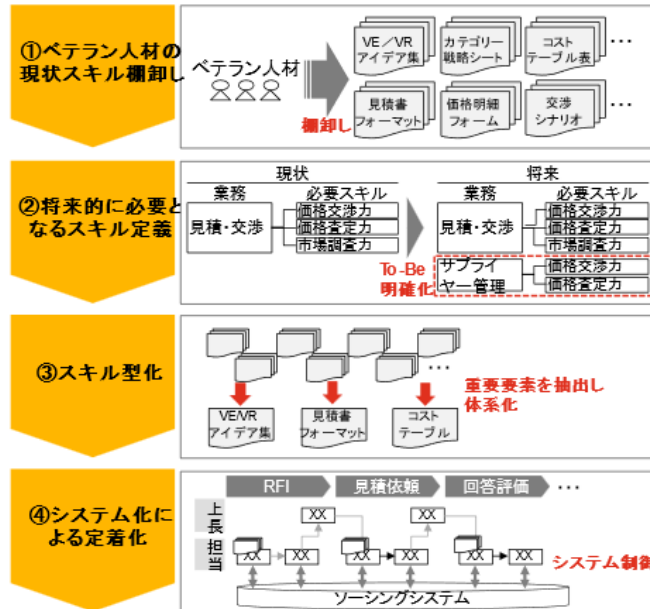 ①ベテラン人材の
現状スキル棚卸し
ベテラン人材
棚卸し
VE／VR
アイデア集
カテゴリー
戦略シート
コスト
テーブル表
・・・
見積書
フォーマット
価格明細
フォーム
交渉
シナリオ
・・・
②将来的に必要と
なるスキル定義
現状
業務
必要スキル
見積・交渉
価格交渉力
価格査定力
市場調査力
To-Be
明確化
将来
業務
必要スキル
見積・交渉
価格交渉力
価格査定力
市場調査力
サプライ
ヤー管理
価格交渉力
価格査定力
③スキル型化
・・・
重要要素を抽出し
体系化
VE/VR
アイデア集
見積書
フォーマット
コスト
テーブル
④システム化に
よる定着化
RFI
見積依頼
回答評価
・・・
上長
XX
XX
担当
XX
XX
XX
XX
XX
XX
システム制御
ソーシングシステム